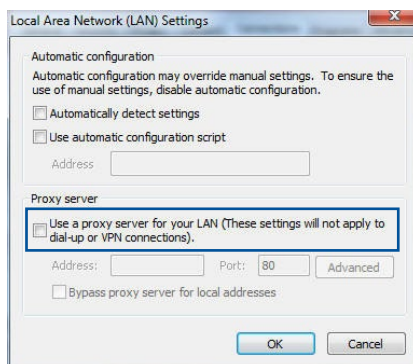 Local Area Network (LAN) Settings
Automatic configuration
Automatic configuration may override manual settings. To ensure the
use of manual settings, disable automatic configuration.
Automatically detect settings
Use automatic configuration script
Address
Proxy server
Use a proxy server for your LAN (These settings will not apply to
dial-up or VPN connections).
Address:
Port: 80 Advanced
Bypass proxy server for local addresses
OK Cancel